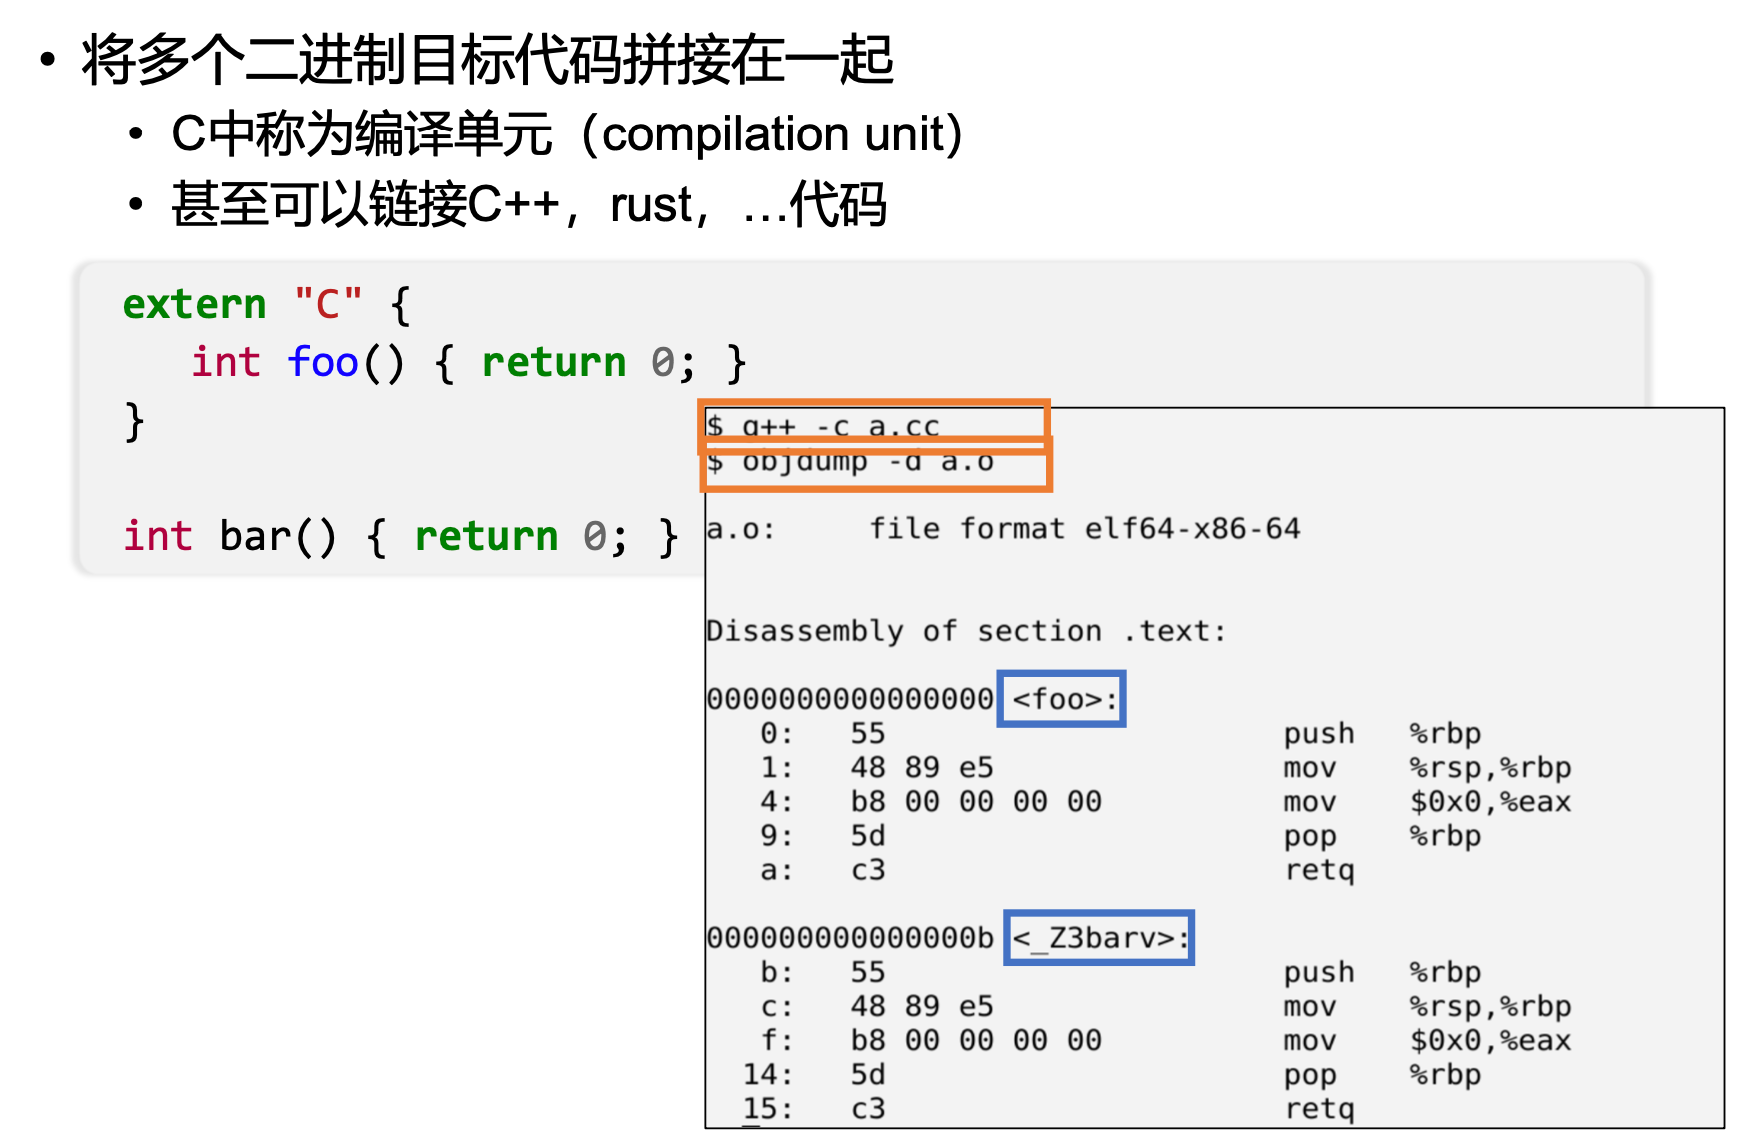 • 将多个二进制目标代码拼接在一起
• C中称为编译单元（compilation unit）
• 甚至可以链接C++，rust，…代码
extern "C" {
int foo() { return 0; }
}
int bar() { return 0; }
$ g++ -c a.cc
$ objdump -d a.o
a.o:     file format elf64-x86-64
Disassembly of section .text:
0000000000000000 <foo>:
0:   55                      push   %rbp
1:   48 89 e5                mov    %rsp,%rbp
4:   b8 00 00 00 00          mov    $0x0,%eax
9:   5d                      pop    %rbp
a:   c3                      retq
000000000000000b <_Z3barv>:
b:   55                      push   %rbp
c:   48 89 e5                mov    %rsp,%rbp
f:   b8 00 00 00 00          mov    $0x0,%eax
14:   5d                      pop    %rbp
15:   c3                      retq